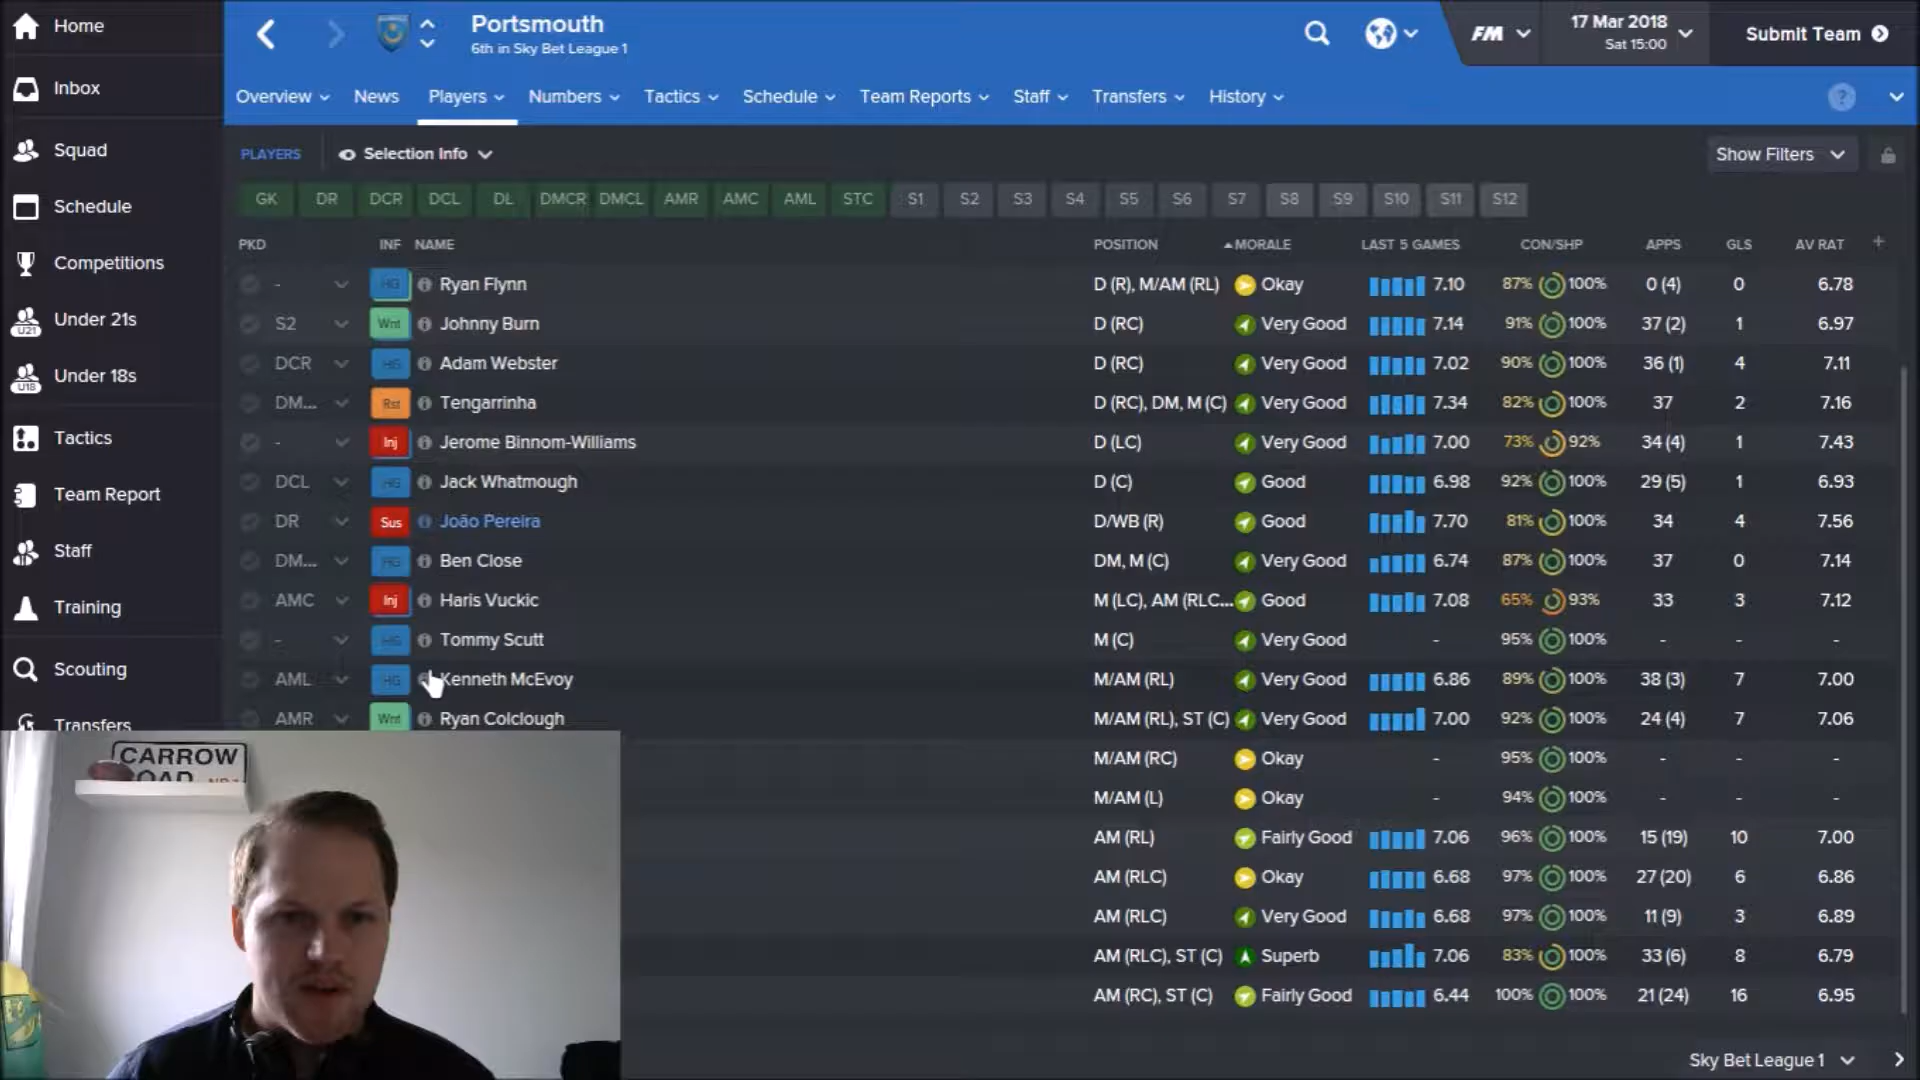 Home
Inbox
Squad
Schedule
Competitions
Under 21s
Under 18s
Tactics
Team Report
Staff
Training
Scouting
Transfers
Portsmouth
6th in Sky Bet League 1
FM
17 Mar 2018
Sat 15:00
Submit Team
Overview News Players Numbers Tactics Schedule Team Reports Staff Transfers History ?
PLAYERS Selection Info Show Filters
GK DR DCR DCL DL DMCR DMCL AMR AMC AML STC S1 S2 S3 S4 S5 S6 S7 S8 S9 S10 S11 S12
PKD INF NAME POSITION MORALE LAST 5 GAMES CON/SHP APPS GLS AV RAT +
- HG Ryan Flynn D (R), M/AM (RL) Okay 7.10 87% 100% 0 (4) 0 6.78
S2 Wnt Johnny Burn D (RC) Very Good 7.14 91% 100% 37 (2) 1 6.97
DCR HG Adam Webster D (RC) Very Good 7.02 90% 100% 36 (1) 4 7.11
DM... Rst Tengarrinha D (RC), DM, M (C) Very Good 7.34 82% 100% 37 2 7.16
- Inj Jerome Binnom-Williams D (LC) Very Good 7.00 73% 92% 34 (4) 1 7.43
DCL HG Jack Whatmough D (C) Good 6.98 92% 100% 29 (5) 1 6.93
DR Sus João Pereira D/WB (R) Good 7.70 81% 100% 34 4 7.56
DM... HG Ben Close DM, M (C) Very Good 6.74 87% 100% 37 0 7.14
AMC Inj Haris Vuckic M (LC), AM (RLC... Good 7.08 65% 93% 33 3 7.12
- HG Tommy Scutt M (C) Very Good - 95% 100% - - -
AML HG Kenneth McEvoy M/AM (RL) Very Good 6.86 89% 100% 38 (3) 7 7.00
AMR Wnt Ryan Colclough M/AM (RL), ST (C) Very Good 7.00 92% 100% 24 (4) 7 7.06
M/AM (RC) Okay - 95% 100% - - -
M/AM (L) Okay - 94% 100% - - -
AM (RL) Fairly Good 7.06 96% 100% 15 (19) 10 7.00
AM (RLC) Okay 6.68 97% 100% 27 (20) 6 6.86
AM (RLC) Very Good 6.68 97% 100% 11 (9) 3 6.89
AM (RLC), ST (C) Superb 7.06 83% 100% 33 (6) 8 6.79
AM (RC), ST (C) Fairly Good 6.44 100% 100% 21 (24) 16 6.95
CARROW
ROAD
Sky Bet League 1